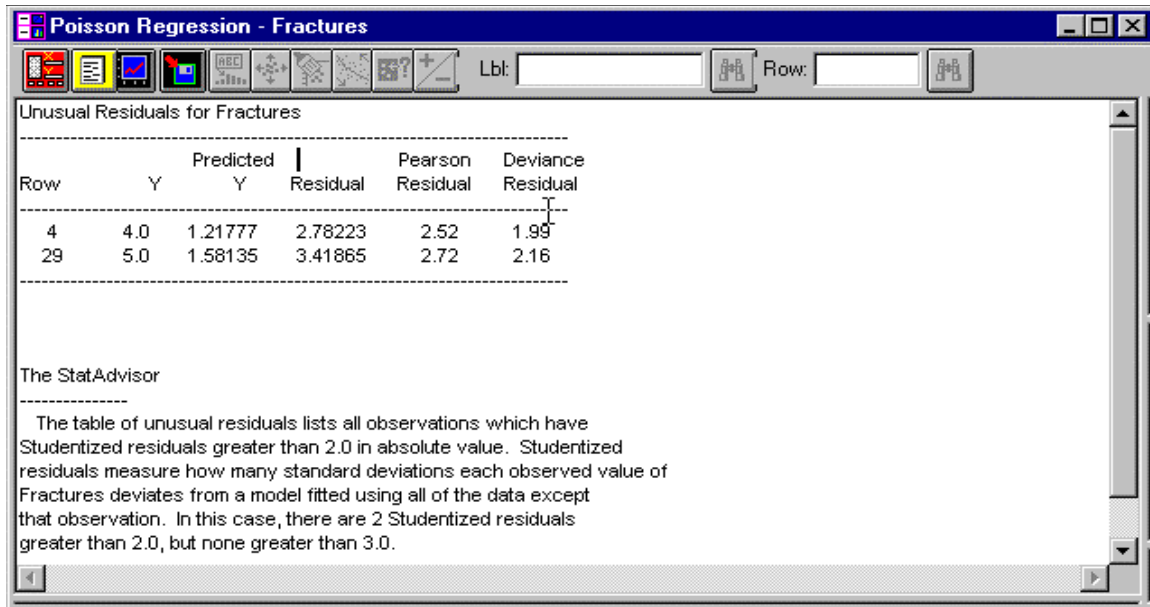 Poisson Regression - Fractures
Lbl: Row:
Unusual Residuals for Fractures
---------------------------------------------------------------------------
Predicted Pearson Deviance
Row Y Y Residual Residual Residual
---------------------------------------------------------------------------
4 4.0 1.21777 2.78223 2.52 1.99
29 5.0 1.58135 3.41865 2.72 2.16
---------------------------------------------------------------------------
The StatAdvisor
---------------
The table of unusual residuals lists all observations which have
Studentized residuals greater than 2.0 in absolute value. Studentized
residuals measure how many standard deviations each observed value of
Fractures deviates from a model fitted using all of the data except
that observation. In this case, there are 2 Studentized residuals
greater than 2.0, but none greater than 3.0.